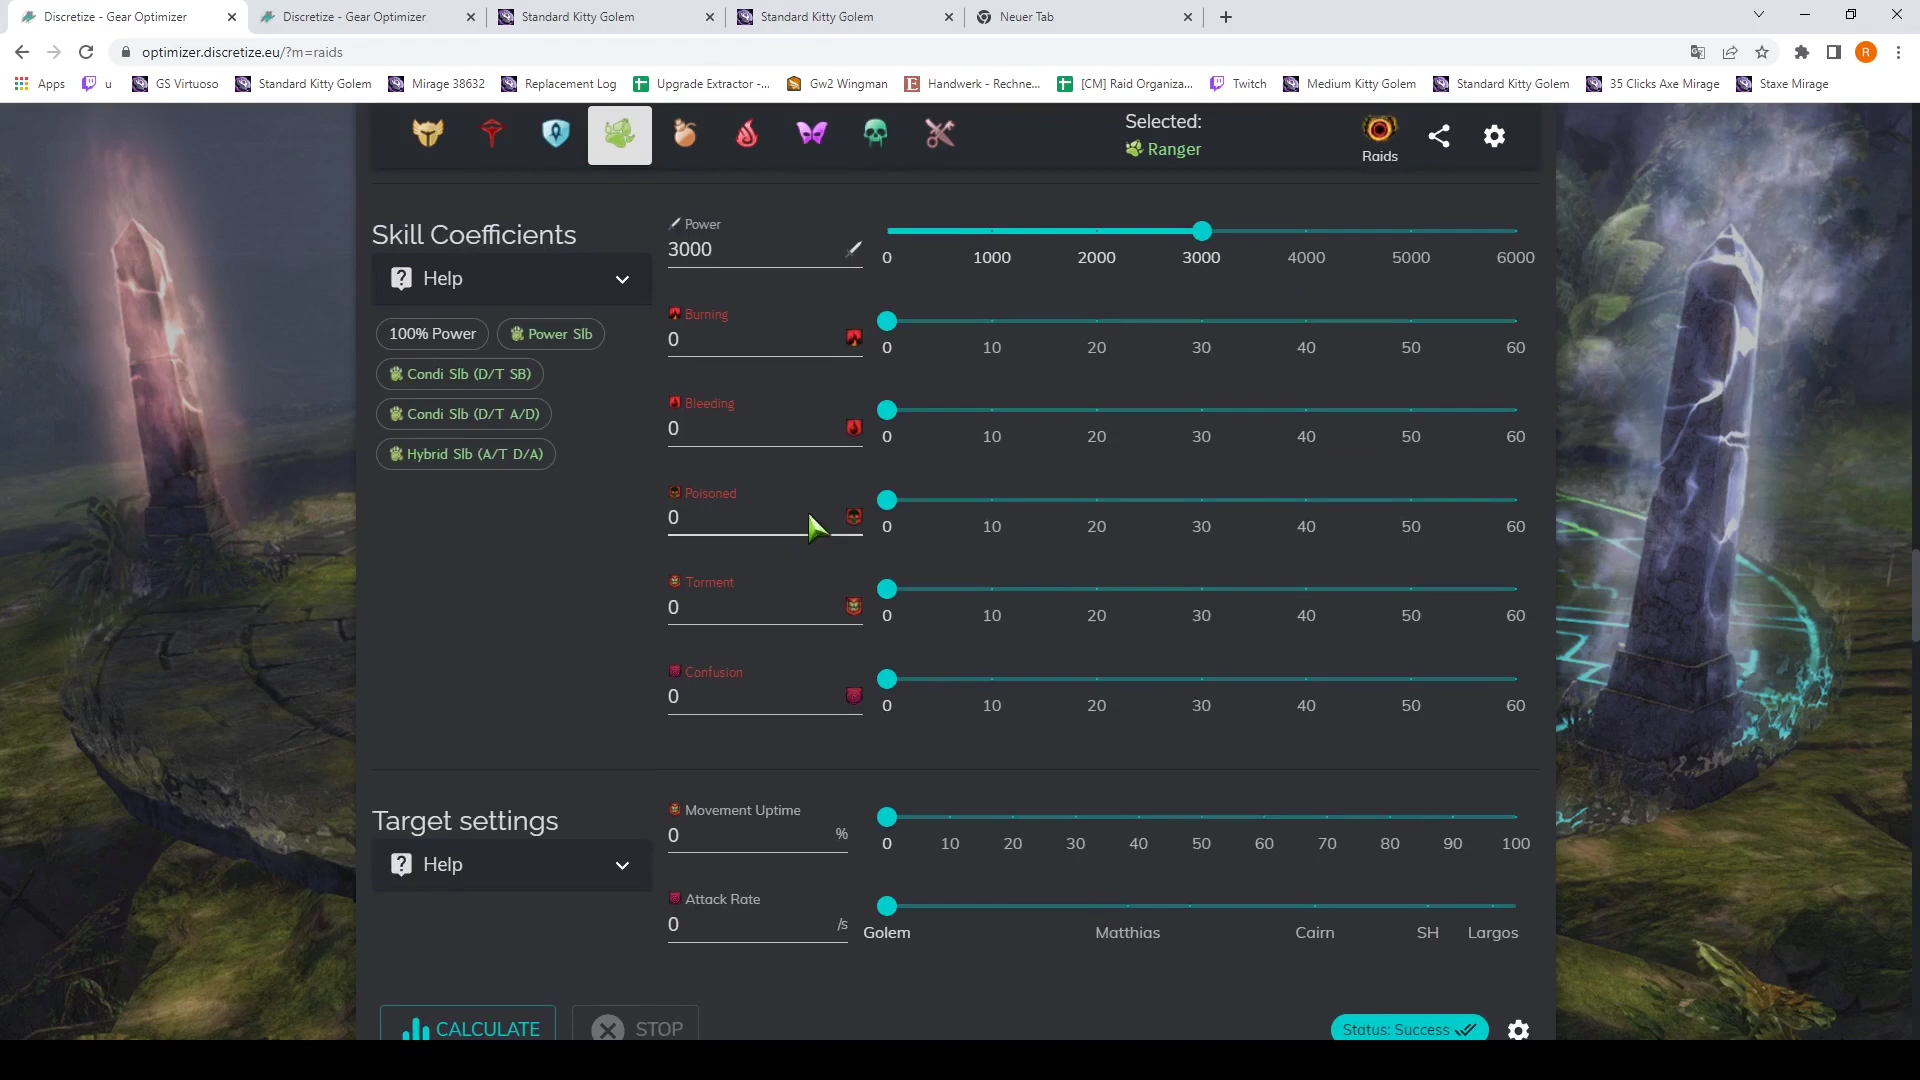 Discretize - Gear Optimizer
Discretize - Gear Optimizer
Standard Kitty Golem
Standard Kitty Golem
Neuer Tab
optimizer.discretize.eu/?m=raids
R
Apps
u
GS Virtuoso
Standard Kitty Golem
Mirage 38632
Replacement Log
Upgrade Extractor -...
Gw2 Wingman
E
Handwerk - Rechne...
[CM] Raid Organiza...
Twitch
Medium Kitty Golem
Standard Kitty Golem
35 Clicks Axe Mirage
Staxe Mirage
Selected:
Ranger
Raids
Skill Coefficients
Help
100% Power
Power Slb
Condi Slb (D/T SB)
Condi Slb (D/T A/D)
Hybrid Slb (A/T D/A)
Power
3000
0 1000 2000 3000 4000 5000 6000
Burning
0
0 10 20 30 40 50 60
Bleeding
0
0 10 20 30 40 50 60
Poisoned
0
0 10 20 30 40 50 60
Torment
0
0 10 20 30 40 50 60
Confusion
0
0 10 20 30 40 50 60
Target settings
Help
Movement Uptime
0 %
0 10 20 30 40 50 60 70 80 90 100
Attack Rate
0 /s
Golem Matthias Cairn SH Largos
CALCULATE
STOP
Status: Success